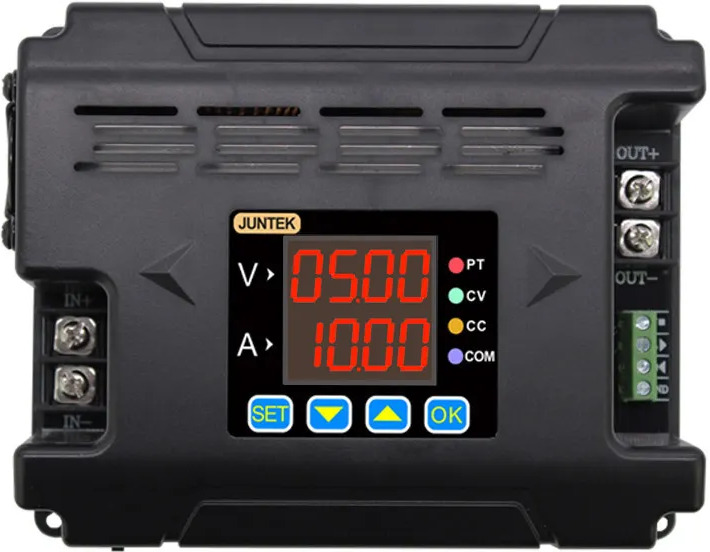 OUT+
JUNTEK
V 05.00
PT
CV
OUT-
IN+
A 10.00
CC
COM
IN-
SET
OK